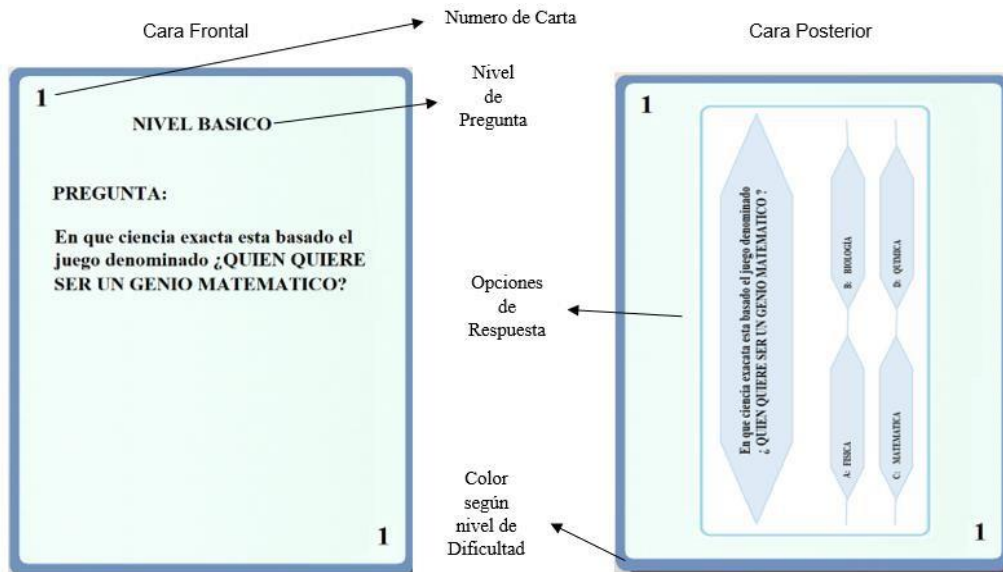 Cara Frontal
Numero de Carta
Cara Posterior
1
NIVEL BASICO
PREGUNTA:
En que ciencia exacta esta basado el
juego denominado ¿QUIEN QUIERE
SER UN GENIO MATEMATICO?
1
Nivel
de
Pregunta
Opciones
de
Respuesta
Color
según
nivel de
Dificultad
1
En que ciencia exacata esta basado el juego denominado
¿ QUIEN QUIERE SER UN GENIO MATEMATICO ?
A: FISICA
B: BIOLOGÍA
C: MATEMATICA
D: QUIMICA
1